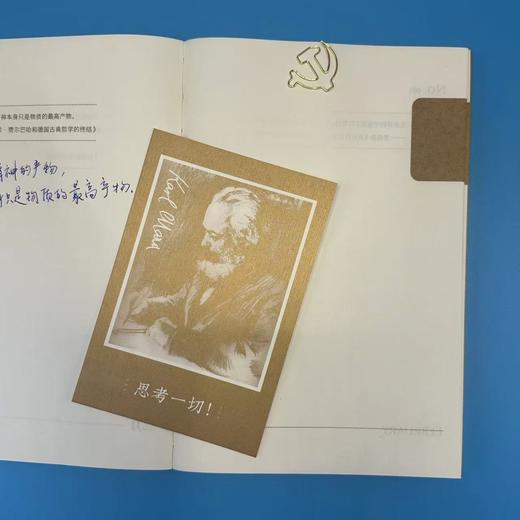 神本身只是物质的最高产物。
费尔巴哈和德国古典哲学的终结》
精神的产物，
只是物质的最高产物.
Karl Marx
思考一切！